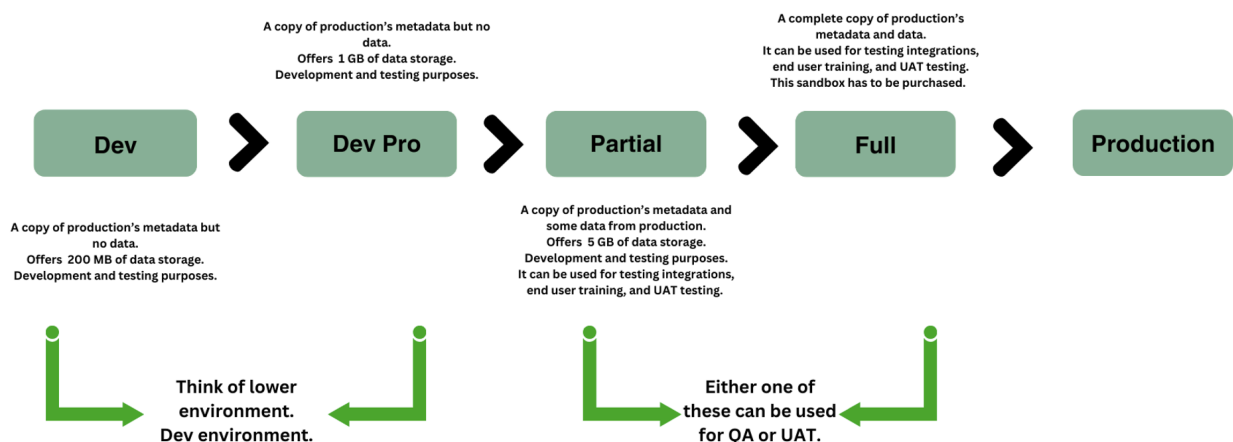 A copy of production's metadata but no
data.
Offers 1 GB of data storage.
Development and testing purposes.
A complete copy of production's
metadata and data.
It can be used for testing integrations,
end user training, and UAT testing.
This sandbox has to be purchased.
Dev
Dev Pro
Partial
Full
Production
A copy of production's metadata but
no data.
Offers 200 MB of data storage.
Development and testing purposes.
A copy of production's metadata and
some data from production.
Offers 5 GB of data storage.
Development and testing purposes.
It can be used for testing integrations,
end user training, and UAT testing.
Think of lower
environment.
Dev environment.
Either one of
these can be used
for QA or UAT.